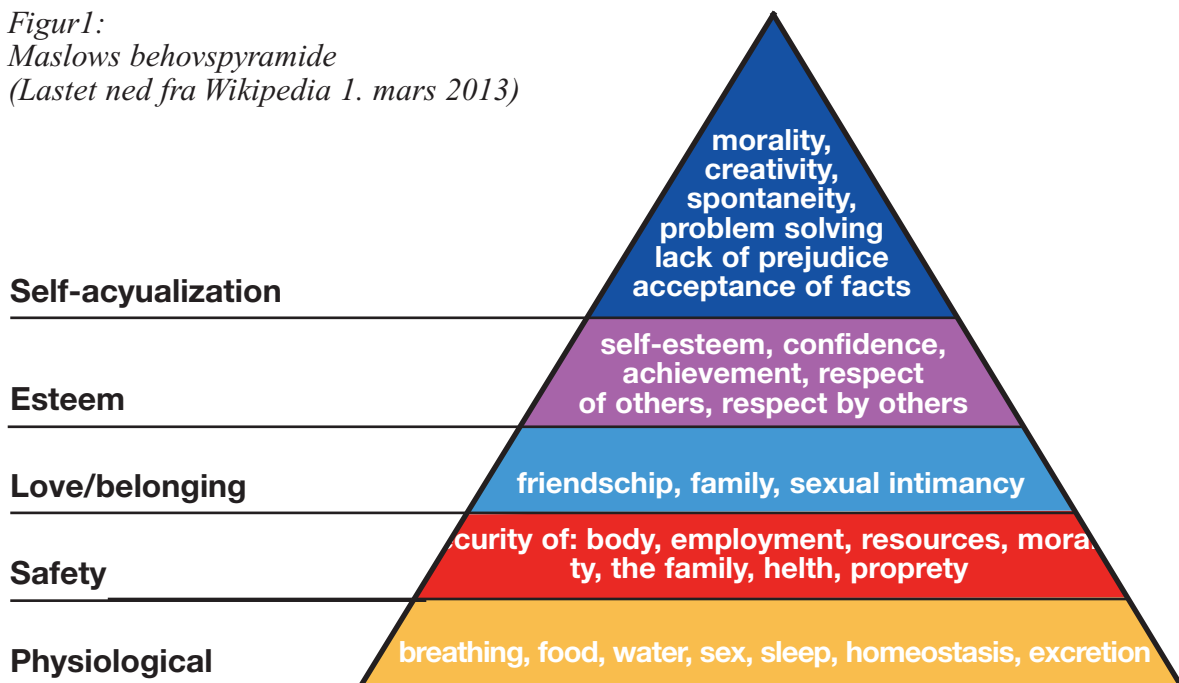 Figur1:
Maslows behovspyramide
(Lastet ned fra Wikipedia 1. mars 2013)
morality,
creativity,
spontaneity,
problem solving
lack of prejudice
acceptance of facts
Self-acyualization
self-esteem, confidence,
achievement, respect
of others, respect by others
Esteem
friendschip, family, sexual intimancy
Love/belonging
curity of: body, employment, resources, mora
ty, the family, helth, proprety
Safety
breathing, food, water, sex, sleep, homeostasis, excretion
Physiological